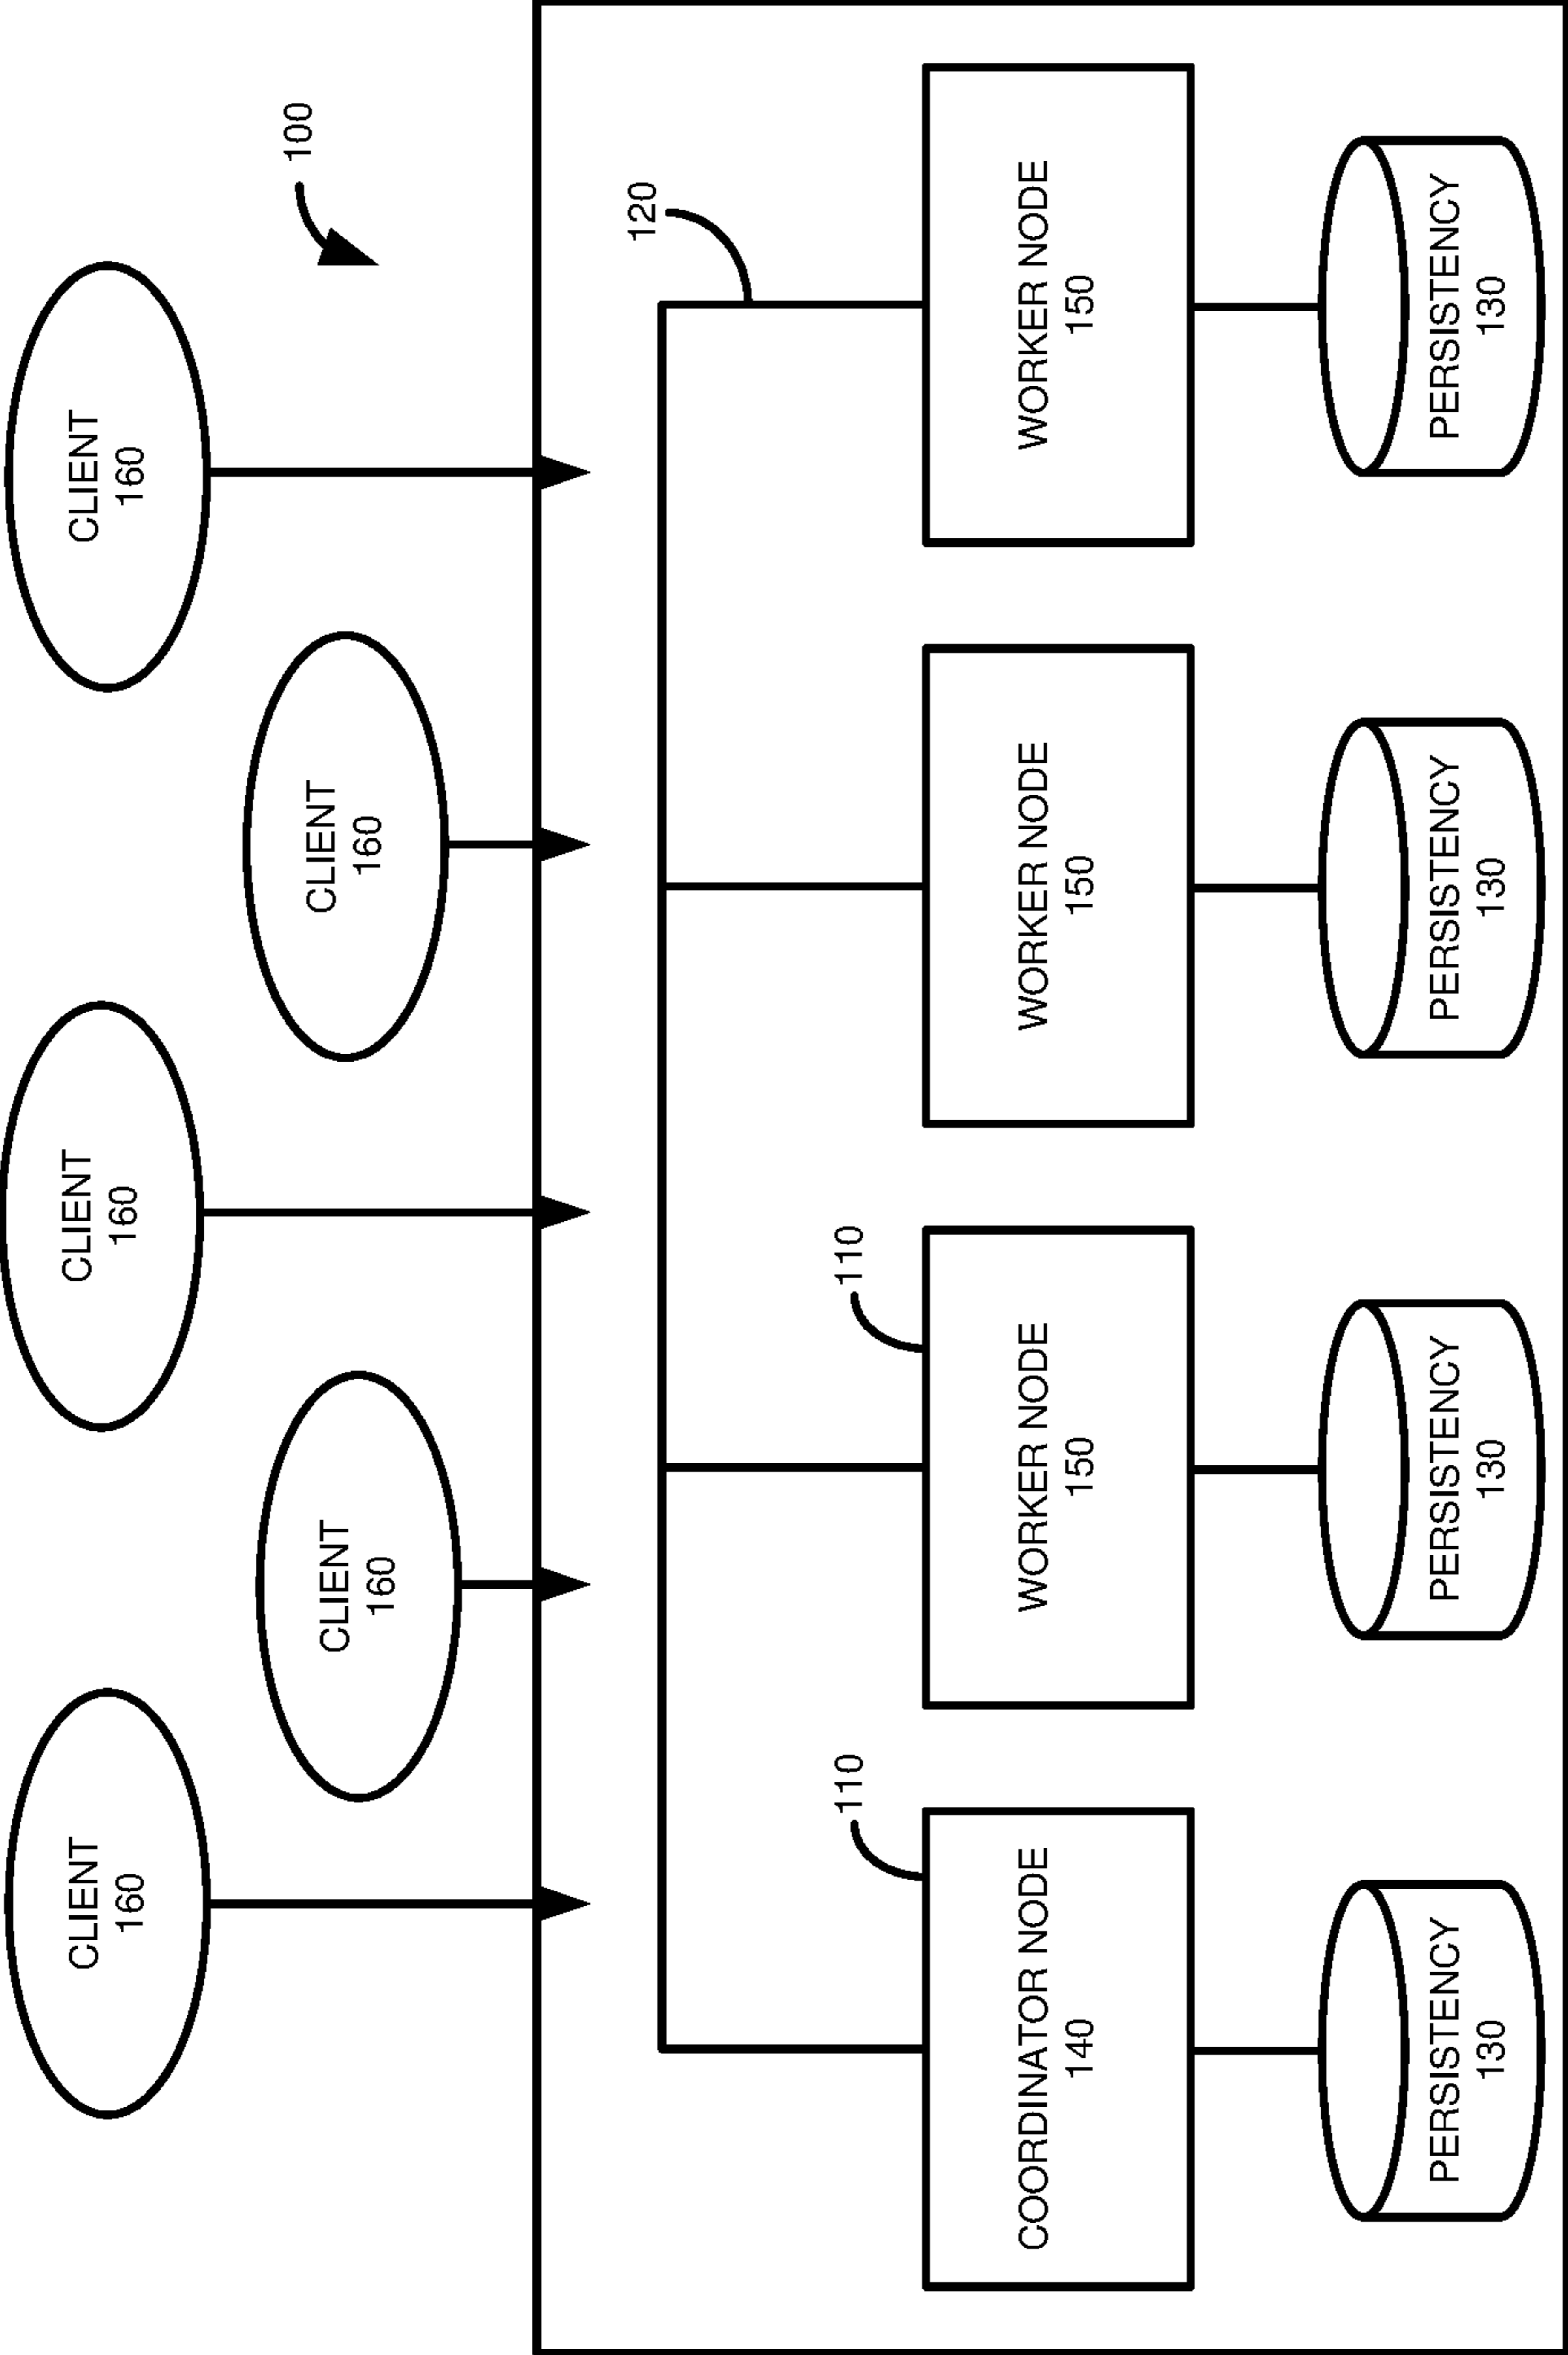 100
CLIENT
160
CLIENT
160
CLIENT
160
CLIENT
160
CLIENT
160
120
110
110
COORDINATOR NODE
140
WORKER NODE
150
WORKER NODE
150
WORKER NODE
150
PERSISTENCY
130
PERSISTENCY
130
PERSISTENCY
130
PERSISTENCY
130